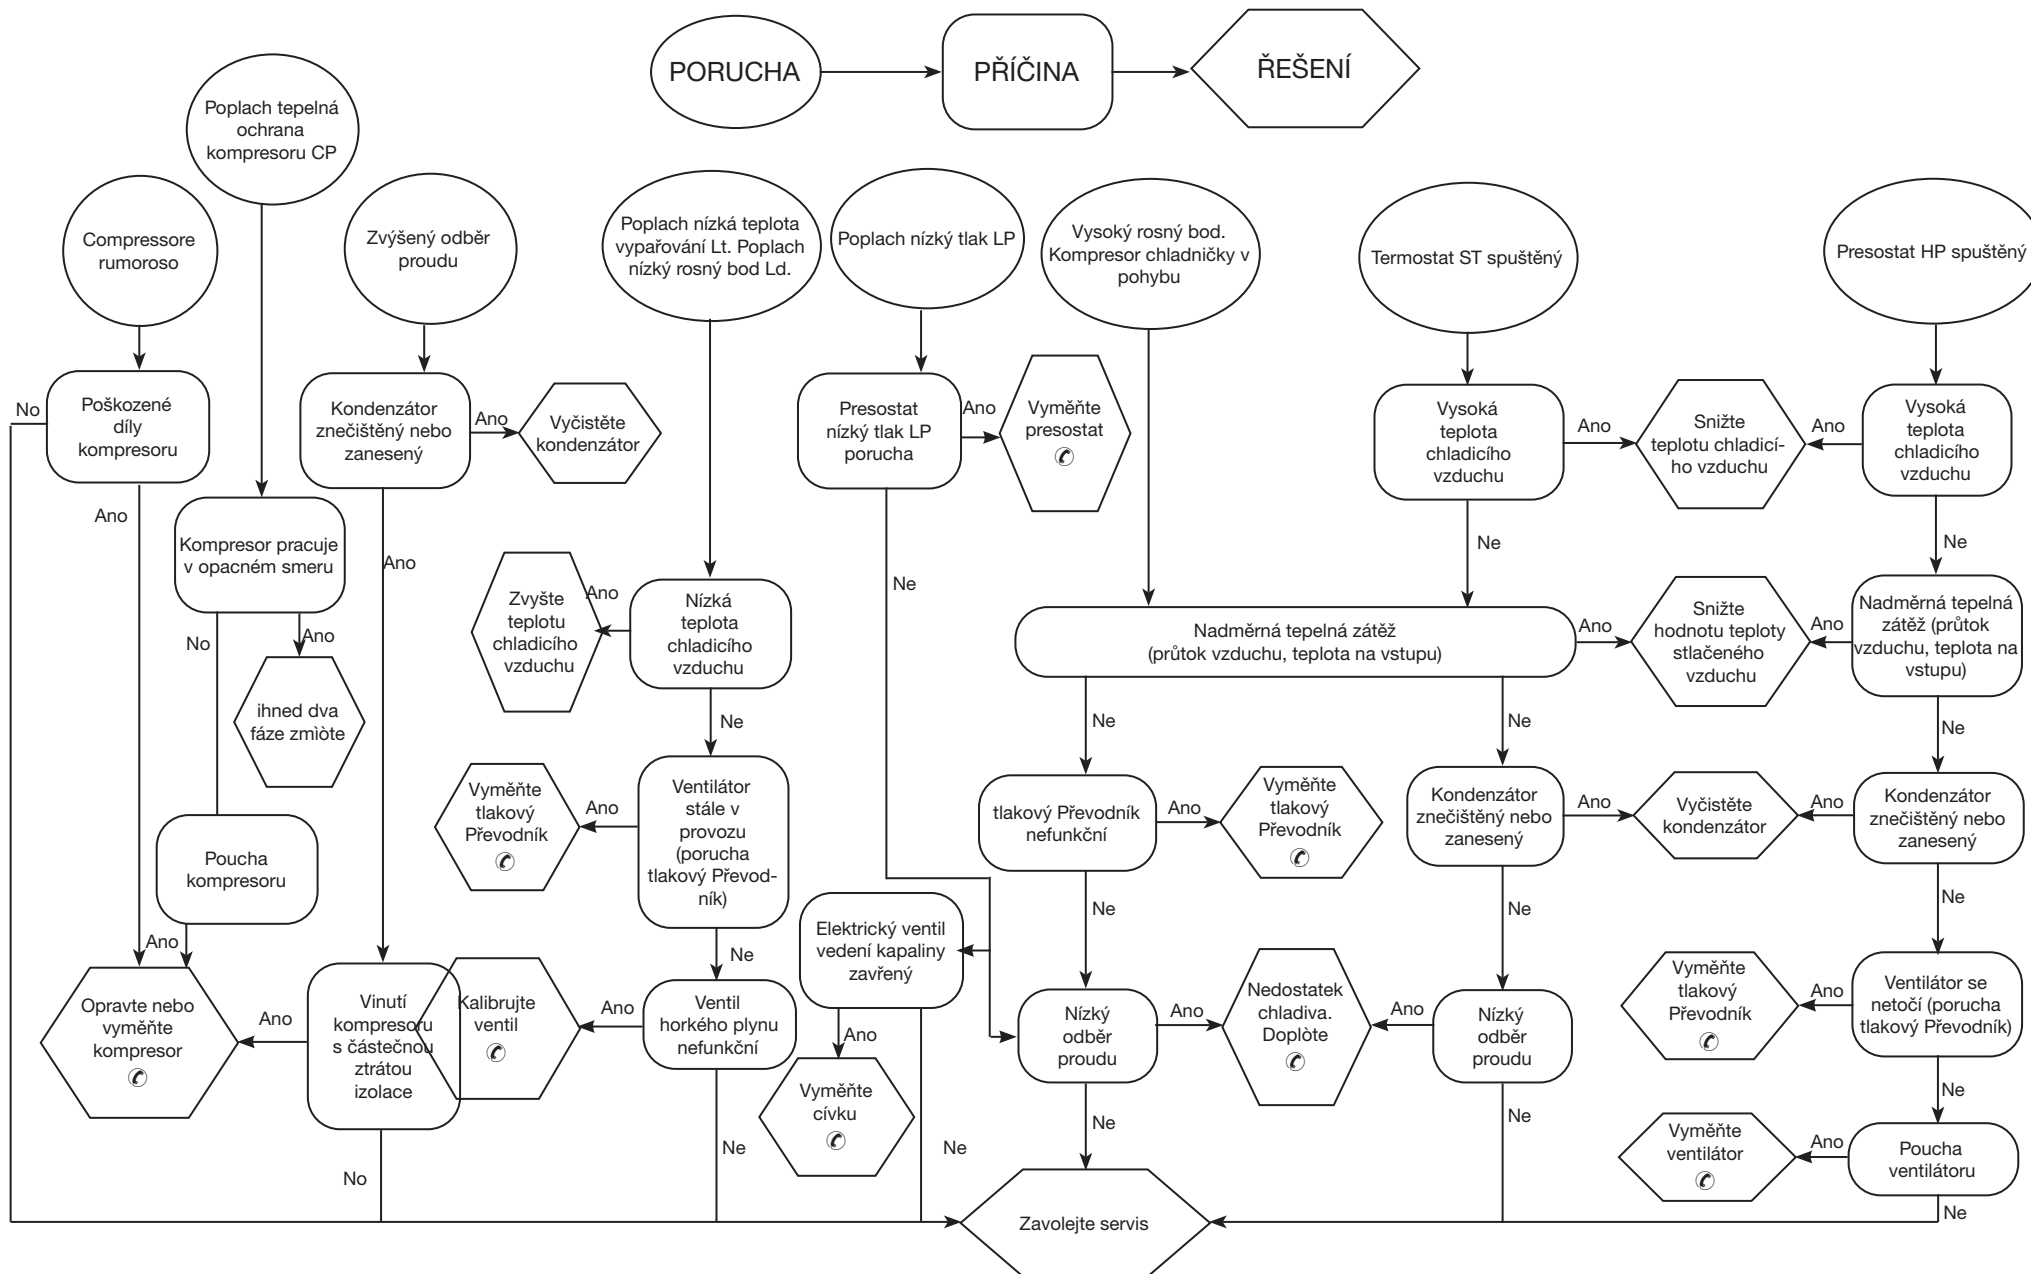 PORUCHA
PŘÍČINA
ŘEŠENÍ
Poplach tepelná
ochrana
kompresoru CP
Compressore
rumoroso
Zvýšený odběr
proudu
Poplach nízká teplota
vypařování Lt. Poplach
nízký rosný bod Ld.
Poplach nízký tlak LP
Vysoký rosný bod.
Kompresor chladničky v
pohybu
Termostat ST spuštěný
Presostat HP spuštěný
No
Poškozené
díly
kompresoru
Kondenzátor
znečištěný nebo
zanesený
Ano
Vyčistěte
kondenzátor
Presostat
nízký tlak LP
porucha
Ano
Vyměňte
presostat
✆
Vysoká
teplota
chladicího
vzduchu
Ano
Snižte
teplotu chladicí-
ho vzduchu
Ano
Vysoká
teplota
chladicího
vzduchu
Ano
Kompresor pracuje
v opacném smeru
Ano
Ne
Ne
Ne
No
Ano
Zvyšte
teplotu
chladicího
vzduchu
Ano
Nízká
teplota
chladicího
vzduchu
Nadměrná tepelná zátěž
(průtok vzduchu, teplota na vstupu)
Ano
Snižte
hodnotu teploty
stlačeného
vzduchu
Ano
Nadměrná tepelná
zátěž (průtok
vzduchu, teplota na
vstupu)
ihned dva
fáze zmìòte
Ne
Ne
Ne
Ne
Vyměňte
tlakový
Převodník
✆
Ano
Ventilátor
stále v
provozu
(porucha
tlakový Převod-
ník)
tlakový Převodník
nefunkční
Ano
Vyměňte
tlakový
Převodník
✆
Kondenzátor
znečištěný nebo
zanesený
Ano
Vyčistěte
kondenzátor
Ano
Kondenzátor
znečištěný nebo
zanesený
Poucha
kompresoru
Ano
Ne
Elektrický ventil
vedení kapaliny
zavřený
Ne
Ne
Ne
Opravte nebo
vyměňte
kompresor
✆
Ano
Vinutí
kompresoru
s částečnou
ztrátou
izolace
Kalibrujte
ventil
✆
Ano
Ventil
horkého plynu
nefunkční
Ano
Vyměňte
cívku
✆
Nízký
odběr
proudu
Ano
Nedostatek
chladiva.
Doplòte
✆
Ano
Nízký
odběr
proudu
Vyměňte
tlakový
Převodník
✆
Ano
Ventilátor se
netočí (porucha
tlakový Převodník)
No
Ne
Ne
Ne
Ne
Ne
Vyměňte
ventilátor
✆
Ano
Poucha
ventilátoru
Ne
Zavolejte servis